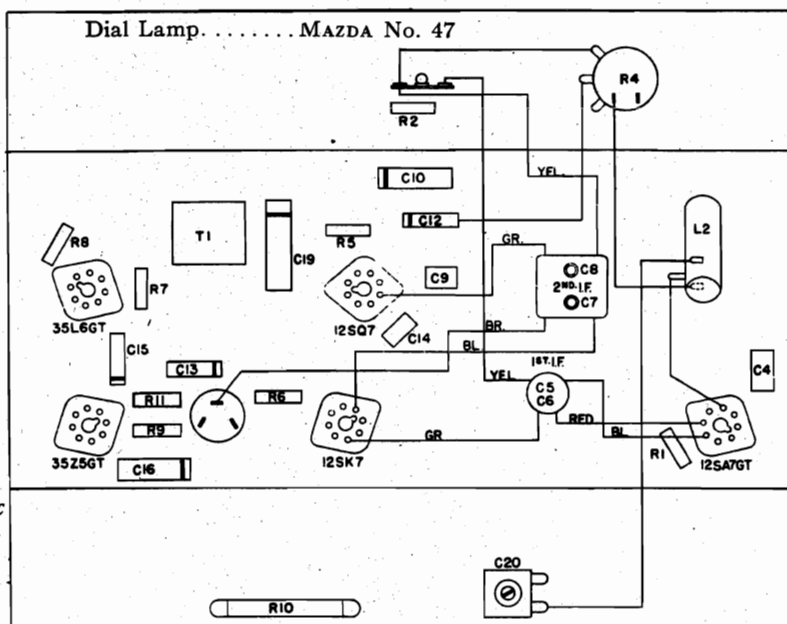 Dial Lamp........MAZDA No. 47
R4
R2
C10
YEL.
R8
T1
C19
R5
C12
GR.
L2
R7
C9
C8
2ND. I.F.
C7
35L6GT
12SQ7
C14
BR.
C15
BL
1ST. I.F.
C13
YEL
C5
C6
C4
R11
R6
RED
R9
GR
BL
R1
35Z5GT
C16
12SK7
12SA7GT
C20
R10